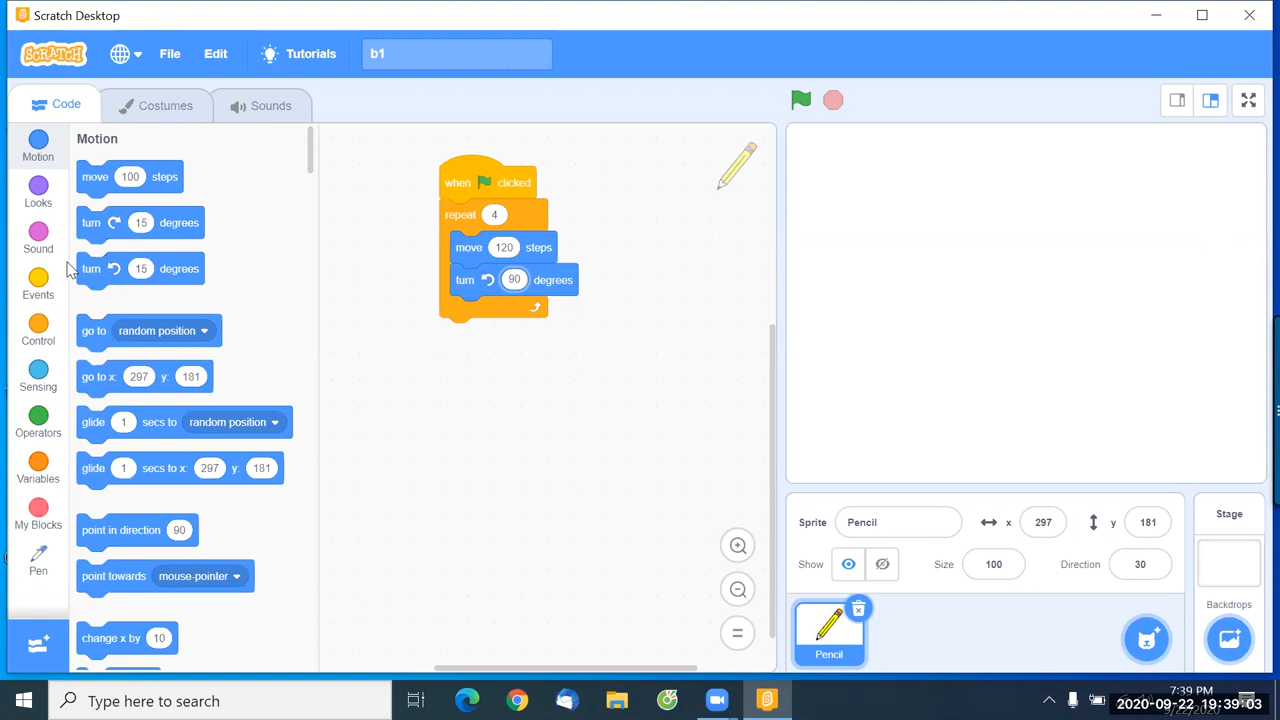 Scratch Desktop
SCRATCH
File
Edit
Tutorials
b1
Code
Costumes
Sounds
Motion
Looks
Sound
Events
Control
Sensing
Operators
Variables
My Blocks
Pen
Motion
move 100 steps
turn 15 degrees
turn 15 degrees
go to random position
go to x: 297 y: 181
glide 1 secs to random position
glide 1 secs to x: 297 y: 181
point in direction 90
point towards mouse-pointer
change x by 10
when clicked
repeat 4
move 120 steps
turn 90 degrees
Sprite Pencil x 297 y 181
Show Size 100 Direction 30
Pencil
Stage
Backdrops
Type here to search
7:39 PM
2020-09-22 19:39:03